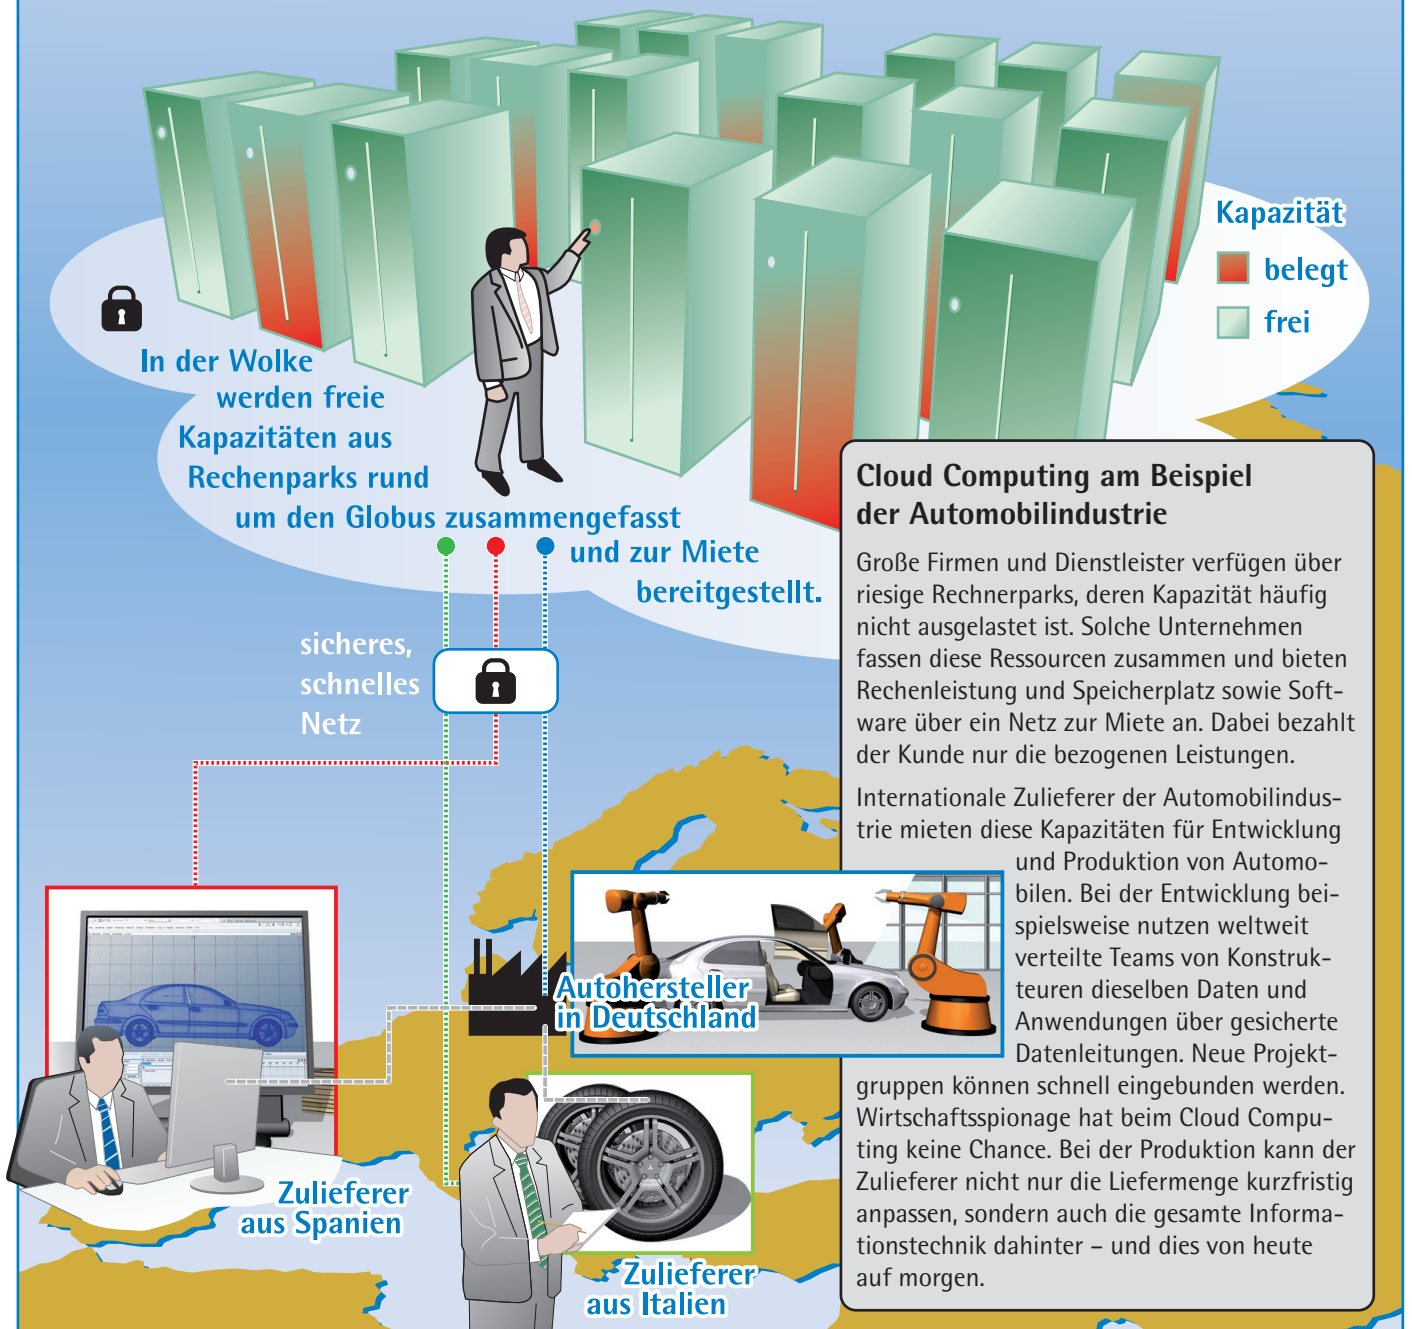 Kapazität
belegt
frei
In der Wolke
werden freie
Kapazitäten aus
Rechenparks rund
um den Globus zusammengefasst
und zur Miete
bereitgestellt.
sicheres,
schnelles
Netz
Cloud Computing am Beispiel
der Automobilindustrie
Große Firmen und Dienstleister verfügen über
riesige Rechnerparks, deren Kapazität häufig
nicht ausgelastet ist. Solche Unternehmen
fassen diese Ressourcen zusammen und bieten
Rechenleistung und Speicherplatz sowie Soft-
ware über ein Netz zur Miete an. Dabei bezahlt
der Kunde nur die bezogenen Leistungen.
Internationale Zulieferer der Automobilindus-
trie mieten diese Kapazitäten für Entwicklung
und Produktion von Automo-
bilen. Bei der Entwicklung bei-
spielsweise nutzen weltweit
verteilte Teams von Konstruk-
teuren dieselben Daten und
Anwendungen über gesicherte
Datenleitungen. Neue Projekt-
gruppen können schnell eingebunden werden.
Wirtschaftsspionage hat beim Cloud Compu-
ting keine Chance. Bei der Produktion kann der
Zulieferer nicht nur die Liefermenge kurzfristig
anpassen, sondern auch die gesamte Informa-
tionstechnik dahinter – und dies von heute
auf morgen.
Autohersteller
in Deutschland
Zulieferer
aus Spanien
Zulieferer
aus Italien